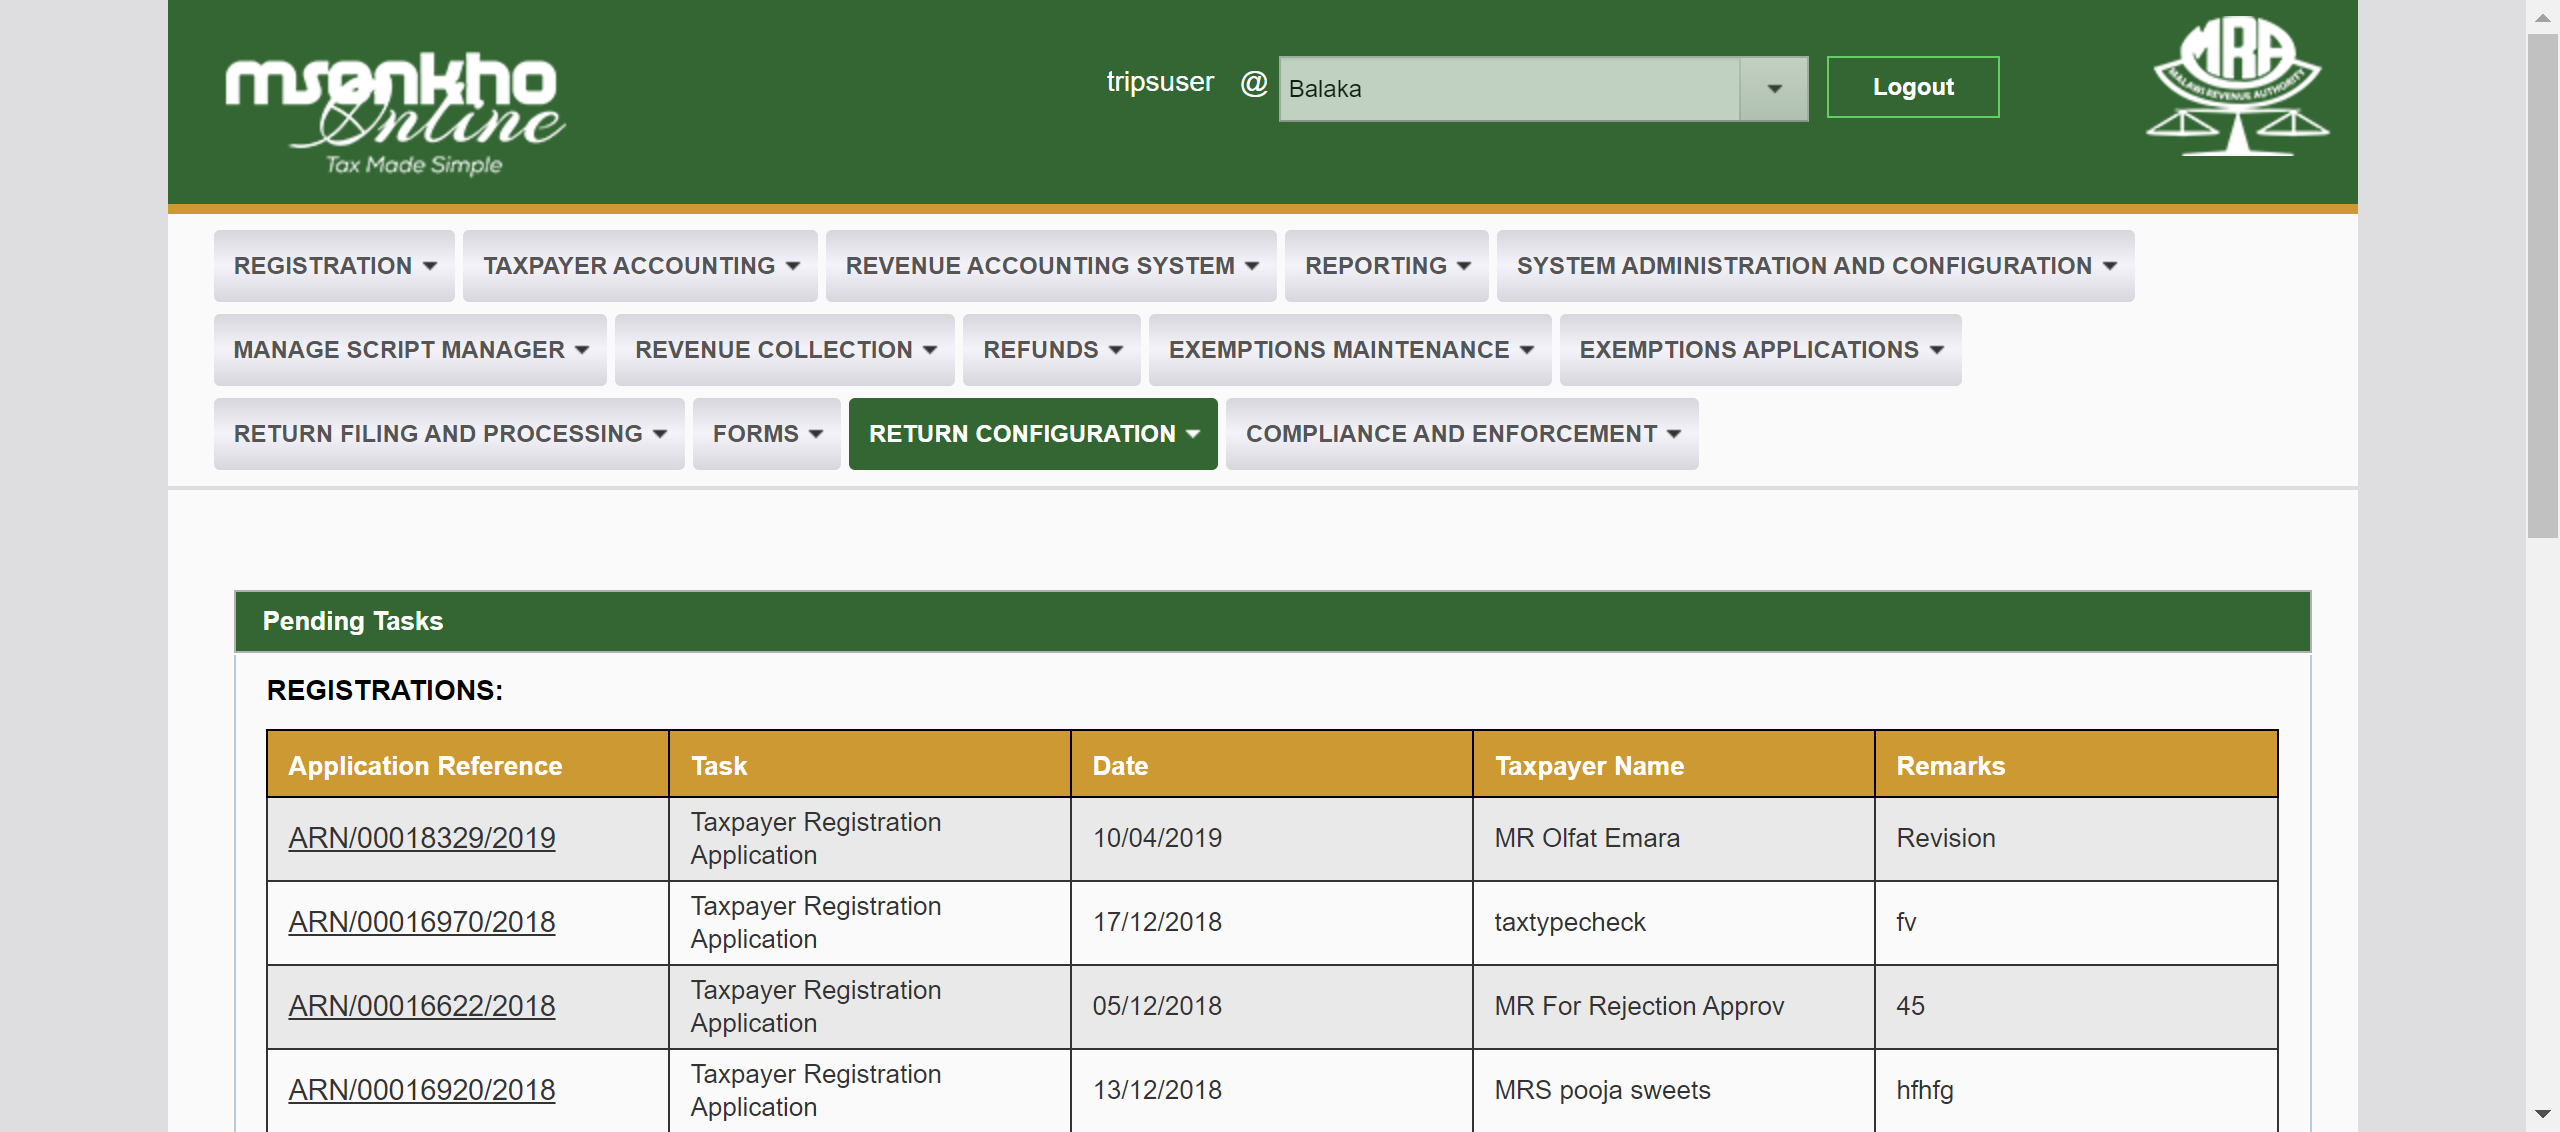 msonkho
Online
Tax Made Simple
tripsuser @ Balaka Logout
MRA
MALAWI REVENUE AUTHORITY
REGISTRATION TAXPAYER ACCOUNTING REVENUE ACCOUNTING SYSTEM REPORTING SYSTEM ADMINISTRATION AND CONFIGURATION
MANAGE SCRIPT MANAGER REVENUE COLLECTION REFUNDS EXEMPTIONS MAINTENANCE EXEMPTIONS APPLICATIONS
RETURN FILING AND PROCESSING FORMS RETURN CONFIGURATION COMPLIANCE AND ENFORCEMENT
Pending Tasks
REGISTRATIONS:
Application Reference Task Date Taxpayer Name Remarks
ARN/00018329/2019 Taxpayer Registration Application 10/04/2019 MR Olfat Emara Revision
ARN/00016970/2018 Taxpayer Registration Application 17/12/2018 taxtypecheck fv
ARN/00016622/2018 Taxpayer Registration Application 05/12/2018 MR For Rejection Approv 45
ARN/00016920/2018 Taxpayer Registration Application 13/12/2018 MRS pooja sweets hfhfg